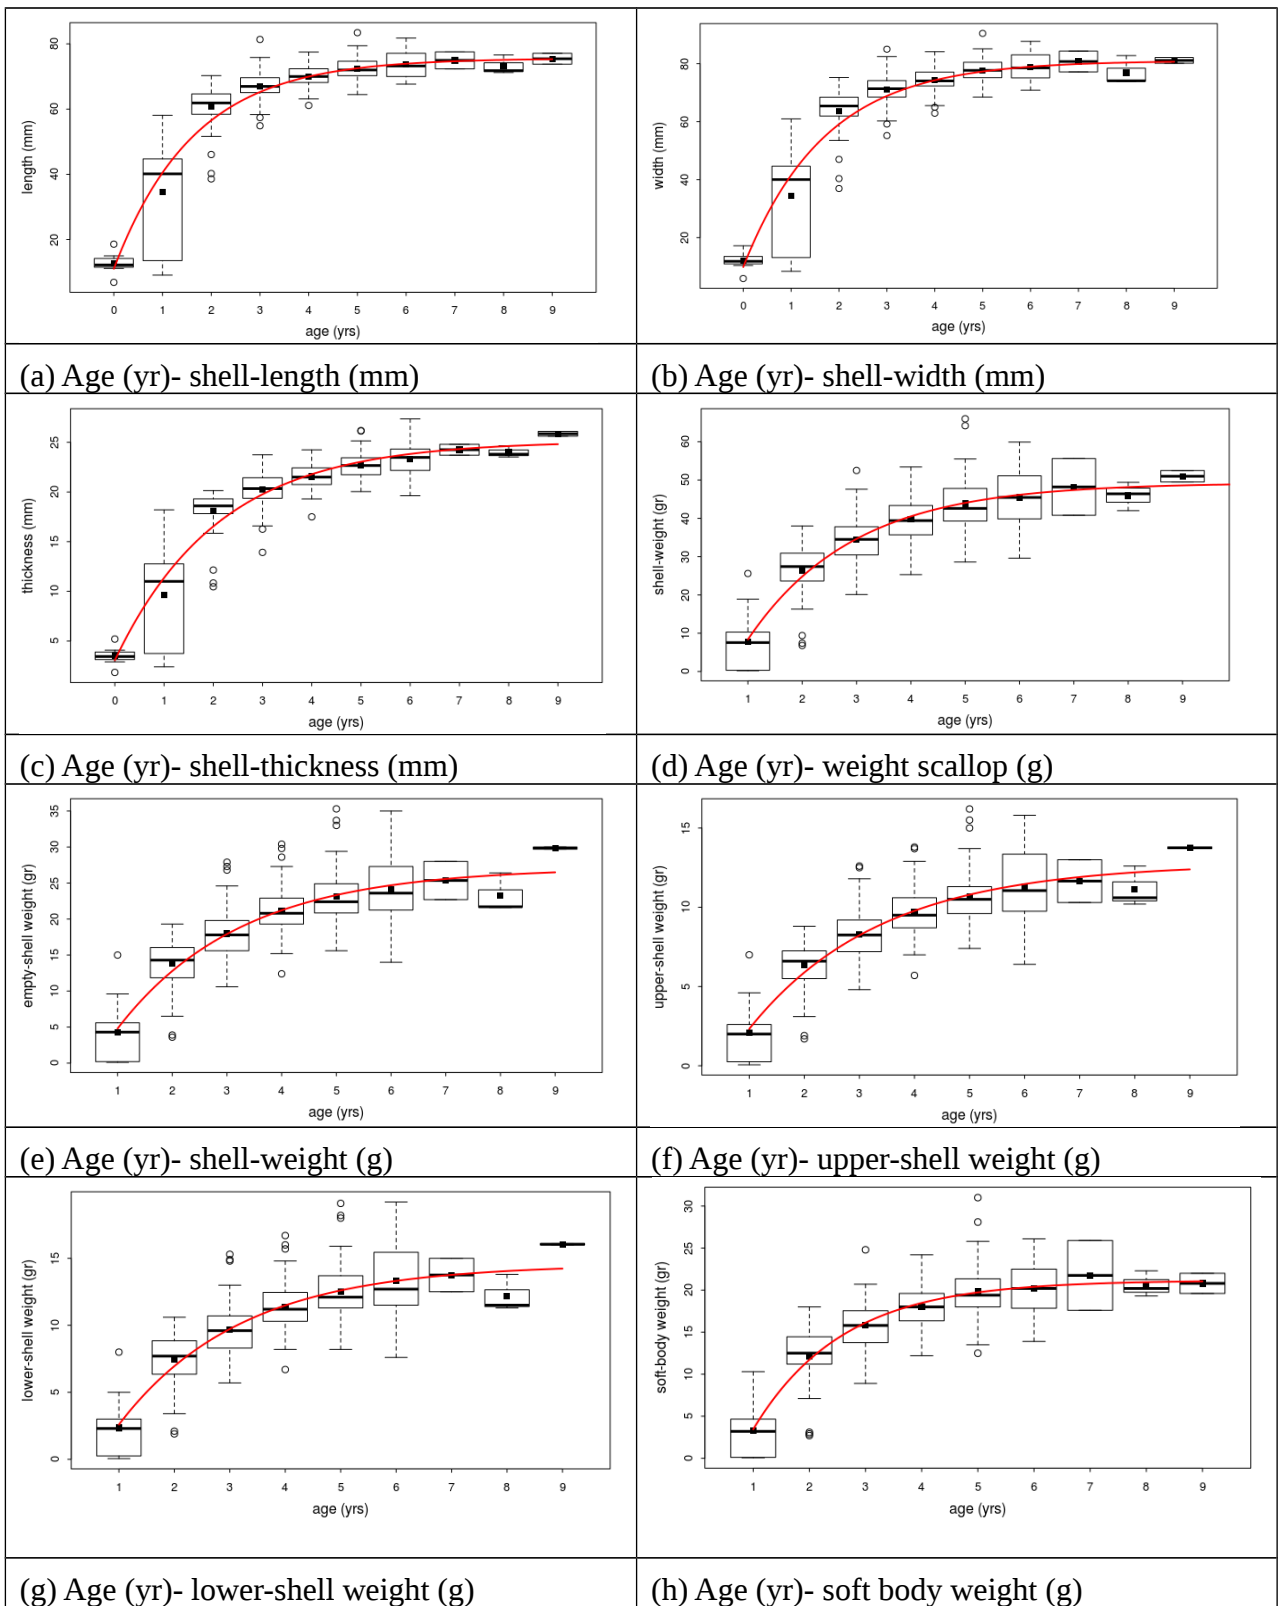 length (mm)
20 40 60 80
0 1 2 3 4 5 6 7 8 9
age (yrs)
width (mm)
20 40 60 80
0 1 2 3 4 5 6 7 8 9
age (yrs)
(a) Age (yr)- shell-length (mm)
(b) Age (yr)- shell-width (mm)
thickness (mm)
5 10 15 20 25
0 1 2 3 4 5 6 7 8 9
age (yrs)
shell-weight (gr)
0 10 20 30 40 50 60
1 2 3 4 5 6 7 8 9
age (yrs)
(c) Age (yr)- shell-thickness (mm)
(d) Age (yr)- weight scallop (g)
empty-shell weight (gr)
0 5 10 15 20 25 30 35
1 2 3 4 5 6 7 8 9
age (yrs)
upper-shell weight (gr)
0 5 10 15
1 2 3 4 5 6 7 8 9
age (yrs)
(e) Age (yr)- shell-weight (g)
(f) Age (yr)- upper-shell weight (g)
lower-shell weight (gr)
0 5 10 15
1 2 3 4 5 6 7 8 9
age (yrs)
soft-body weight (gr)
0 5 10 15 20 25 30
1 2 3 4 5 6 7 8 9
age (yrs)
(g) Age (yr)- lower-shell weight (g)
(h) Age (yr)- soft body weight (g)